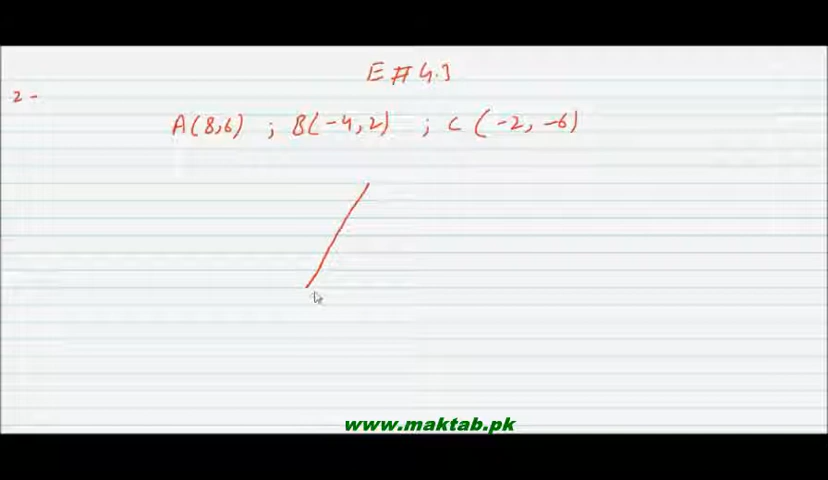 E # 4.3
2 -
A(8,6) ; B(-4,2) ; C(-2,-6)
www.maktab.pk